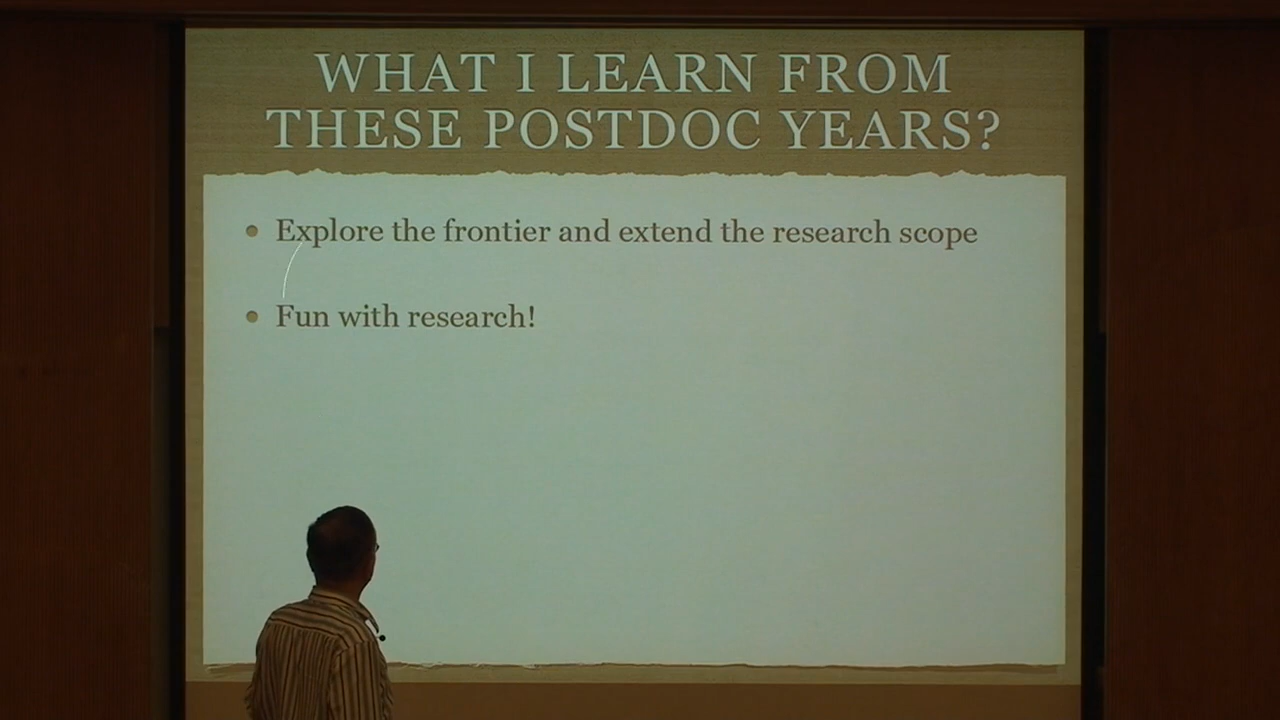 WHAT I LEARN FROM
THESE POSTDOC YEARS?
• Explore the frontier and extend the research scope
• Fun with research!